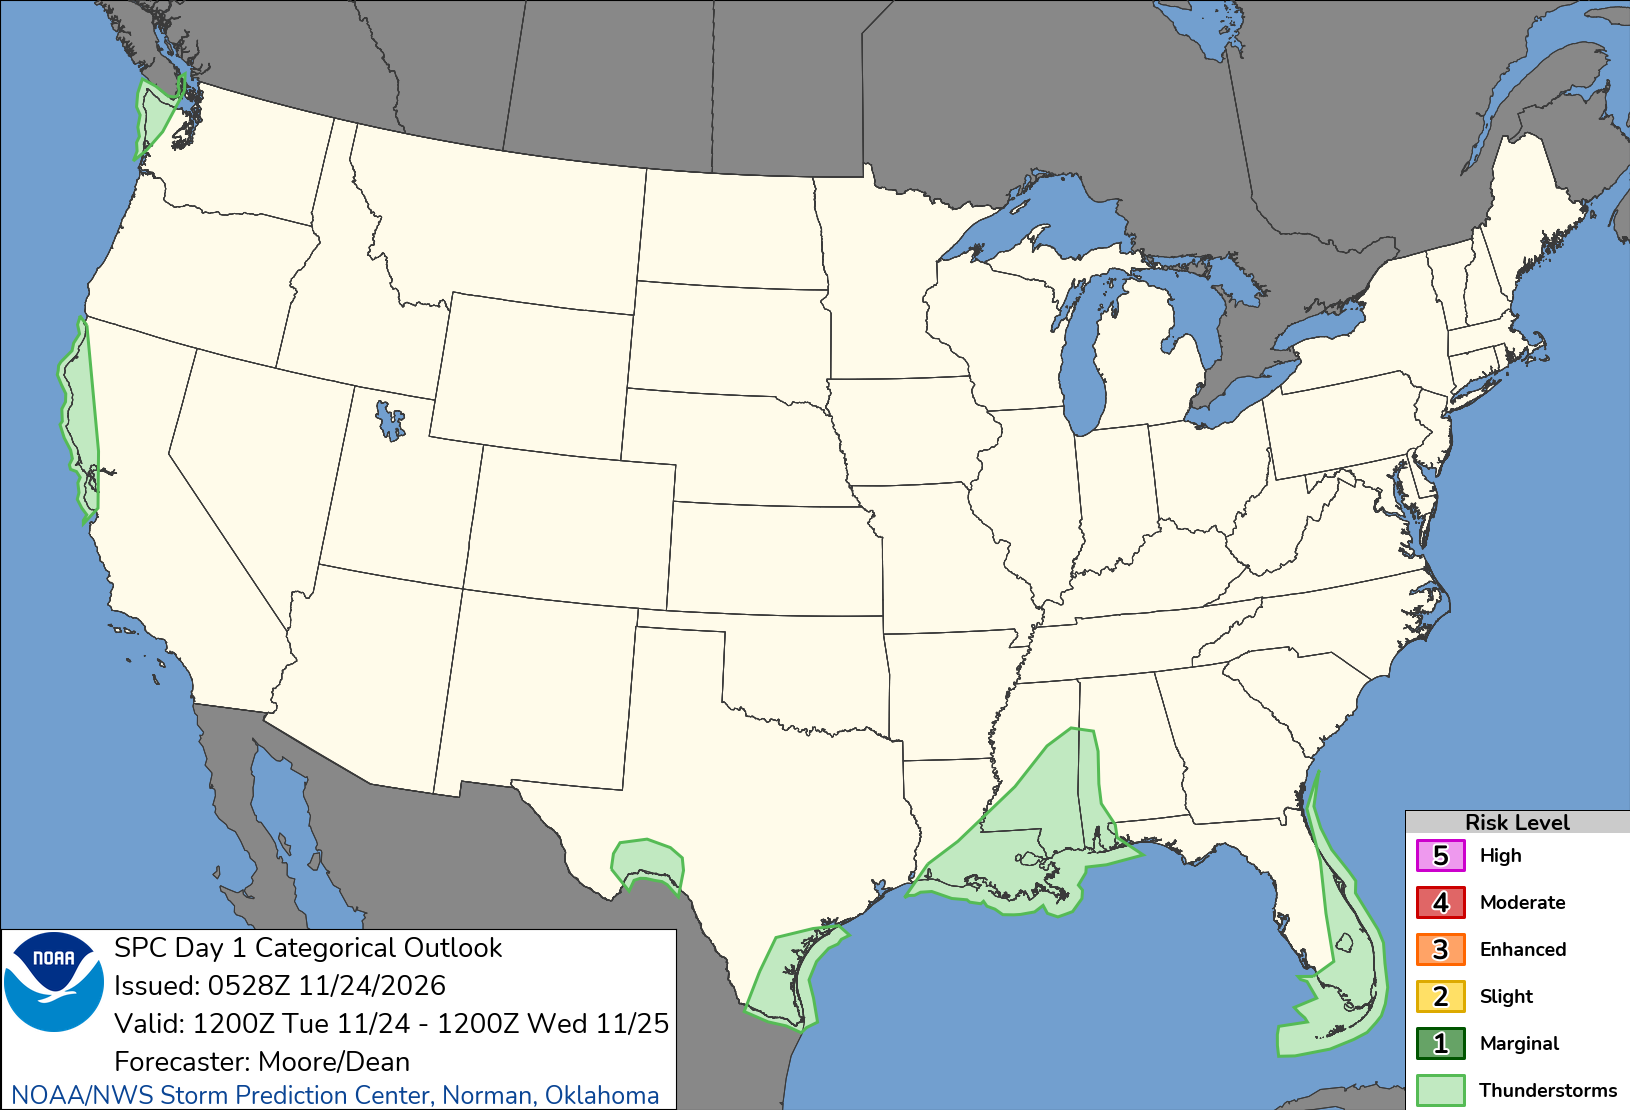 Risk Level
5 High
4 Moderate
3 Enhanced
2 Slight
1 Marginal
Thunderstorms
NOAA
SPC Day 1 Categorical Outlook
Issued: 0528Z 11/24/2026
Valid: 1200Z Tue 11/24 - 1200Z Wed 11/25
Forecaster: Moore/Dean
NOAA/NWS Storm Prediction Center, Norman, Oklahoma